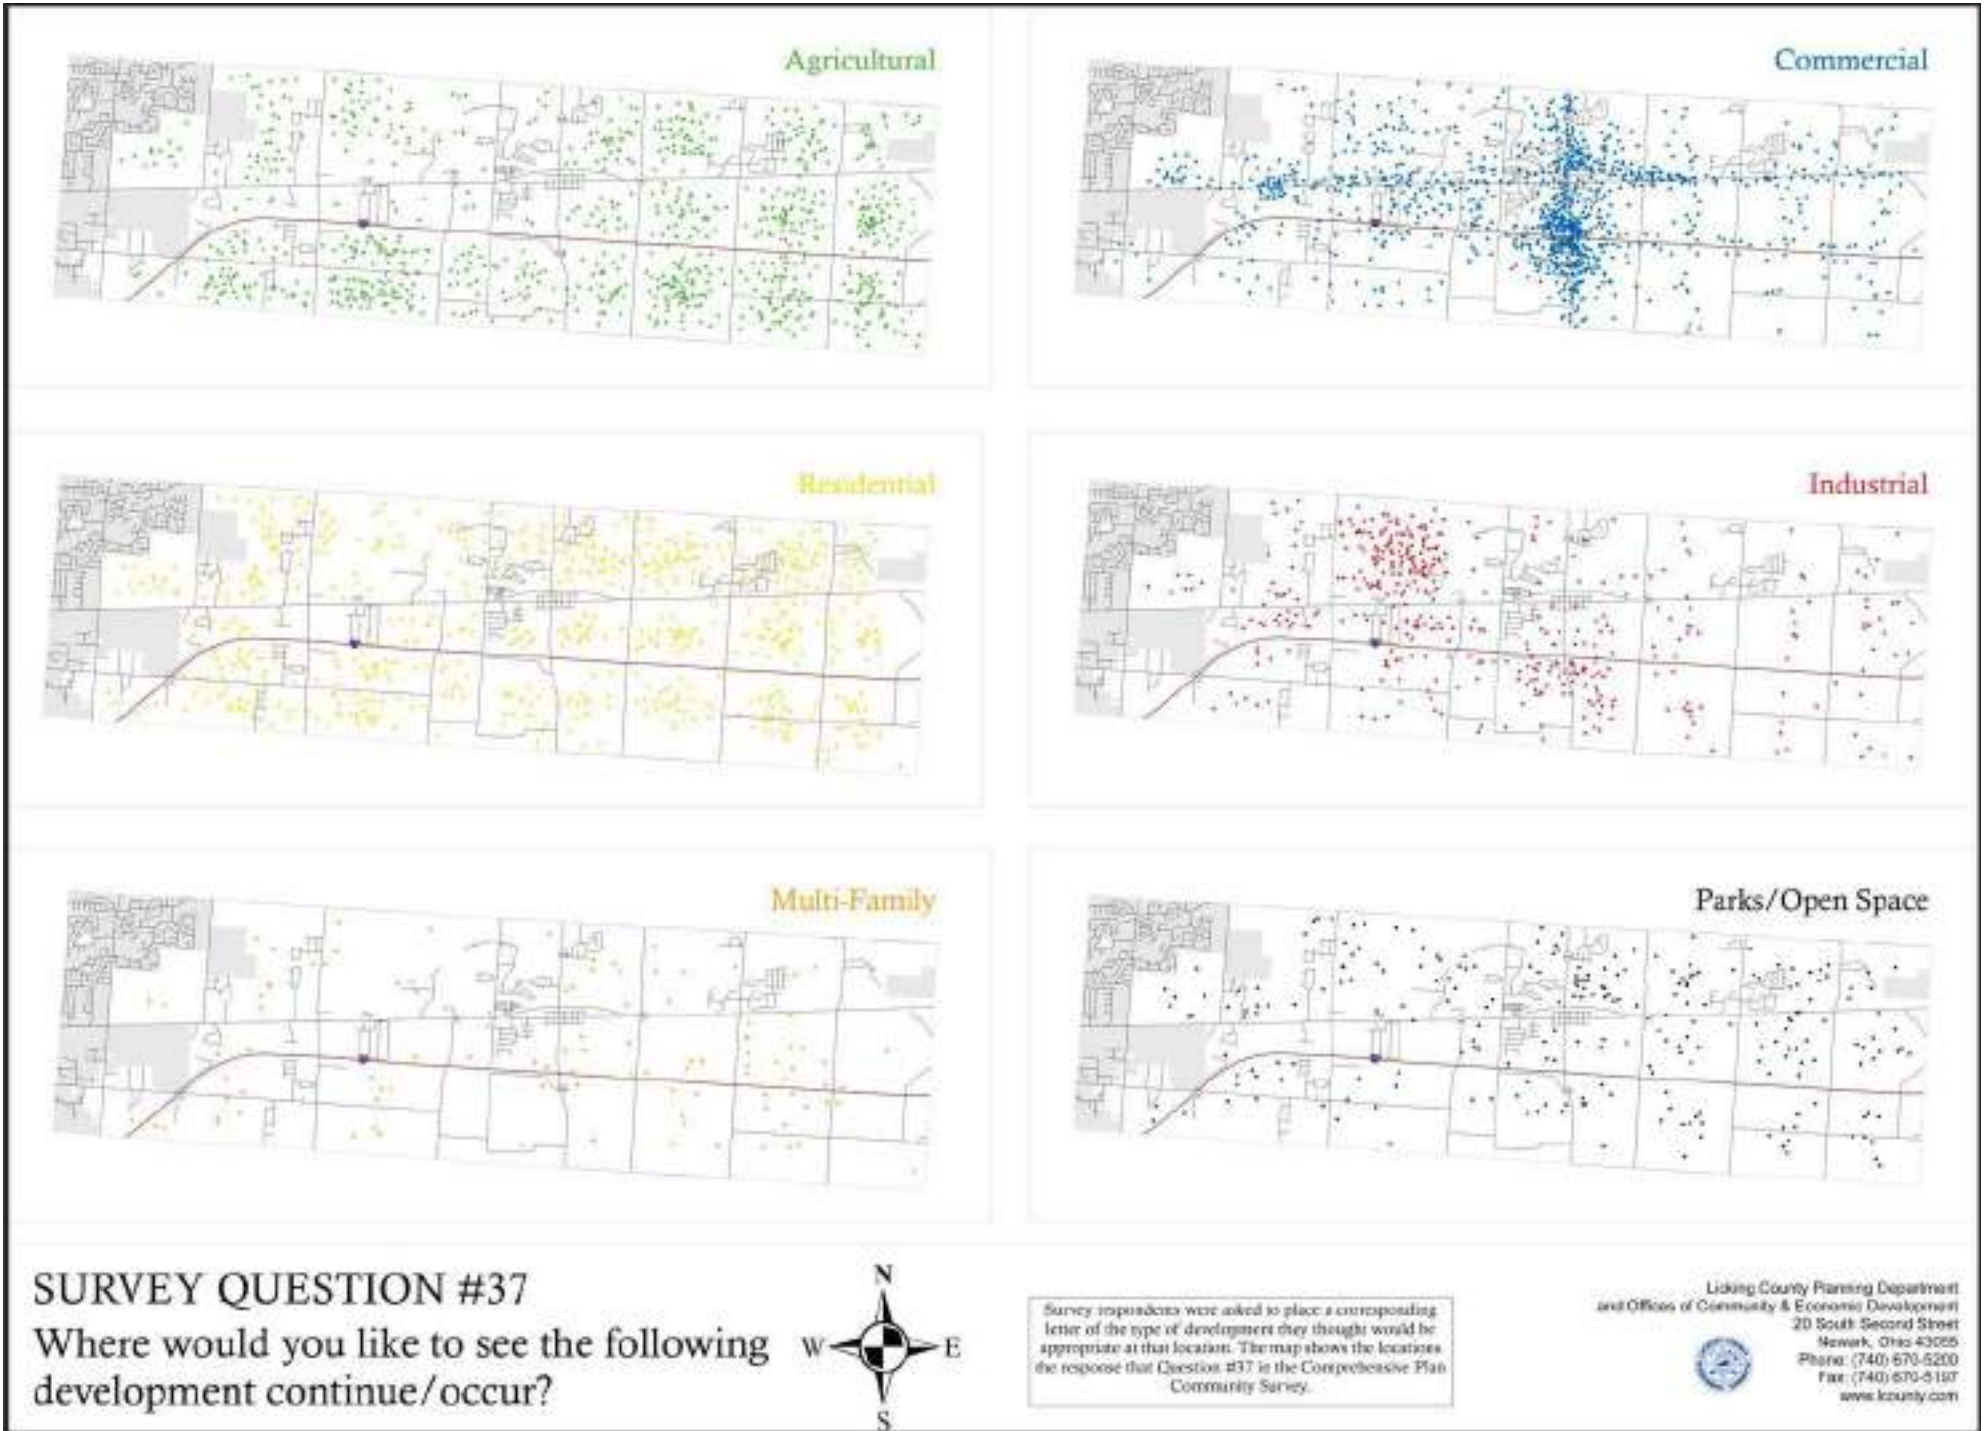 Agricultural
Commercial
Residential
Industrial
Multi-Family
Parks/Open Space
SURVEY QUESTION #37
Where would you like to see the following
development continue/occur?
N
W
E
S
Survey respondents were asked to place a corresponding
letter of the type of development they thought would be
appropriate at that location. The map shows the locations
the response that Question #37 in the Comprehensive Plan
Community Survey.
Licking County Planning Department
and Offices of Community & Economic Development
20 South Second Street
Newark, Ohio 43055
Phone: (740) 670-5200
Fax: (740) 670-5197
www.lcounty.com